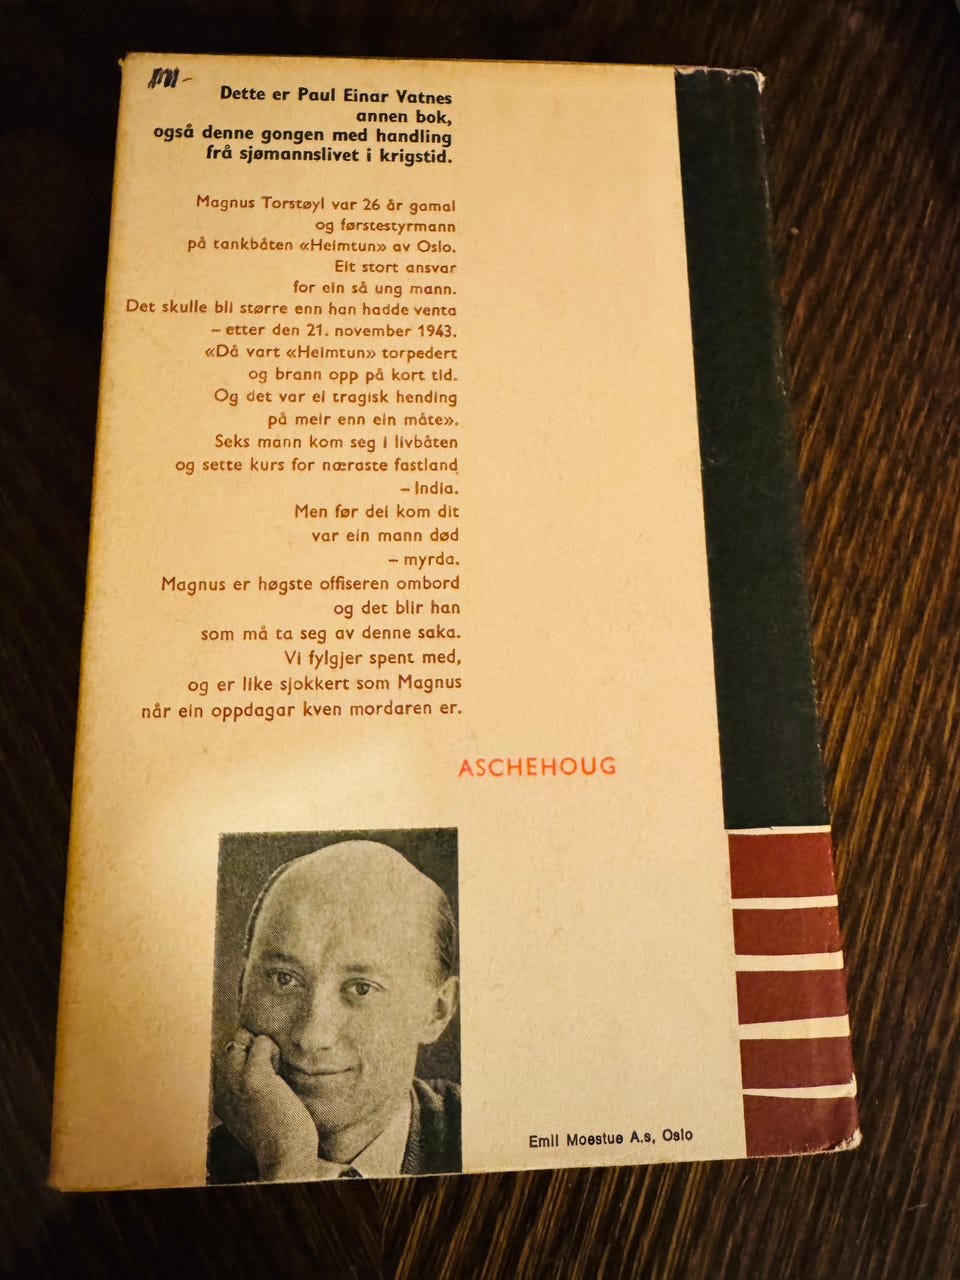 Dette er Paul Einar Vatnes
annen bok,
også denne gongen med handling
frå sjømannslivet i krigstid.
Magnus Torstøyl var 26 år gamal
og førstestyrmann
på tankbåten «Heimtun» av Oslo.
Eit stort ansvar
for ein så ung mann.
Det skulle bli større enn han hadde venta
– etter den 21. november 1943.
«Då vart «Heimtun» torpedert
og brann opp på kort tid.
Og det var ei tragisk hending
på meir enn ein måte».
Seks mann kom seg i livbåten
og sette kurs for næraste fastland
– India.
Men før dei kom dit
var ein mann død
– myrda.
Magnus er høgste offiseren ombord
og det blir han
som må ta seg av denne saka.
Vi fylgjer spent med,
og er like sjokkert som Magnus
når ein oppdagar kven mordaren er.
ASCHEHOUG
Emil Moestue A.s, Oslo